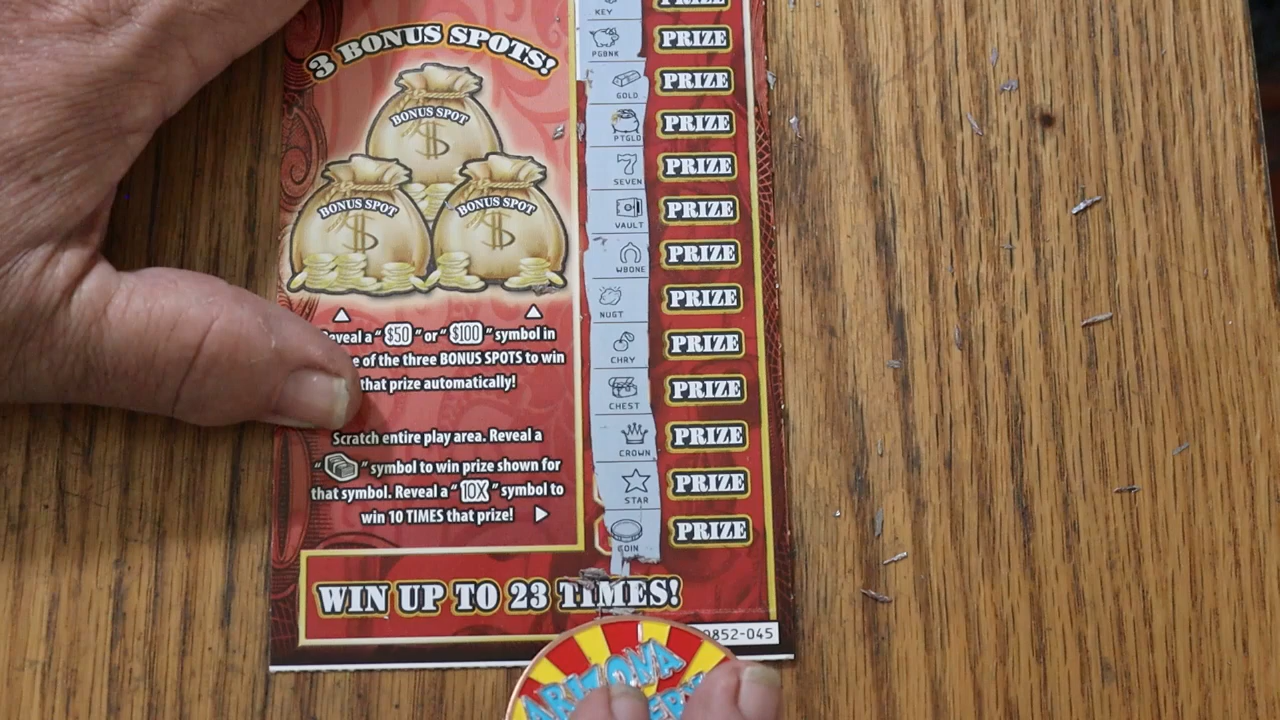 3 BONUS SPOTS!
BONUS SPOT
BONUS SPOT
BONUS SPOT
Reveal a "$50" or "$100" symbol in
of the three BONUS SPOTS to win
that prize automatically!
Scratch entire play area. Reveal a
" " symbol to win prize shown for
that symbol. Reveal a "10X" symbol to
win 10 TIMES that prize!
KEY PRIZE
PGBNK PRIZE
GOLD PRIZE
PTGLD PRIZE
7 SEVEN PRIZE
VAULT PRIZE
WBONE PRIZE
NUGT PRIZE
CHRY PRIZE
CHEST PRIZE
CROWN PRIZE
STAR PRIZE
COIN PRIZE
WIN UP TO 23 TIMES!
0852-045
ARIZONA